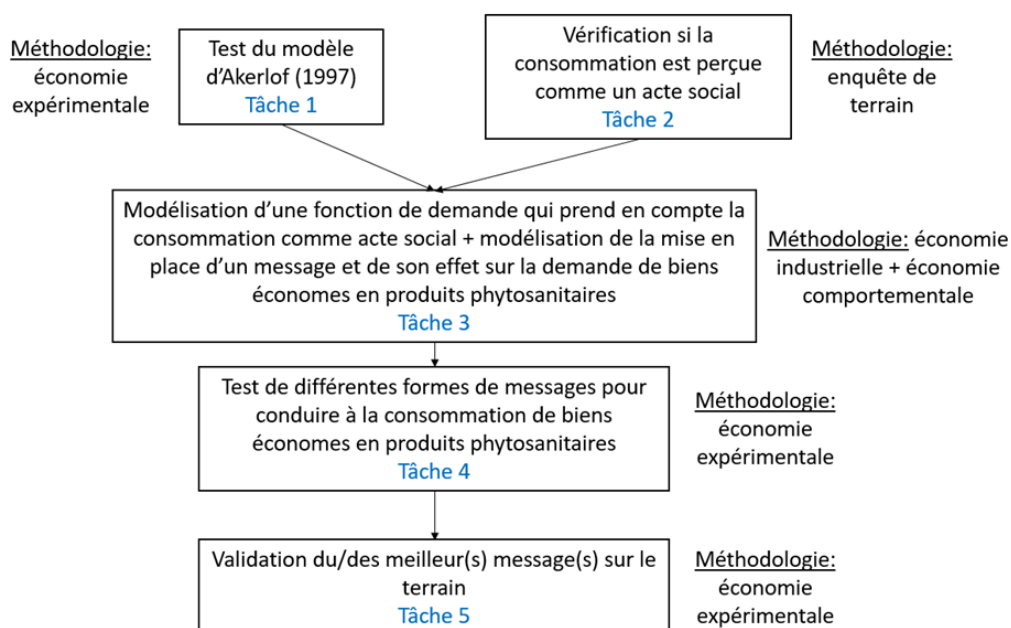 Méthodologie:
économie
expérimentale
Test du modèle
d'Akerlof (1997)
Tâche 1
Vérification si la
consommation est perçue
comme un acte social
Tâche 2
Méthodologie:
enquête de
terrain
Modélisation d'une fonction de demande qui prend en compte la
consommation comme acte social + modélisation de la mise en
place d'un message et de son effet sur la demande de biens
économes en produits phytosanitaires
Tâche 3
Méthodologie: économie
industrielle + économie
comportementale
Test de différentes formes de messages pour
conduire à la consommation de biens
économes en produits phytosanitaires
Tâche 4
Méthodologie:
économie
expérimentale
Validation du/des meilleur(s) message(s) sur le
terrain
Tâche 5
Méthodologie:
économie
expérimentale